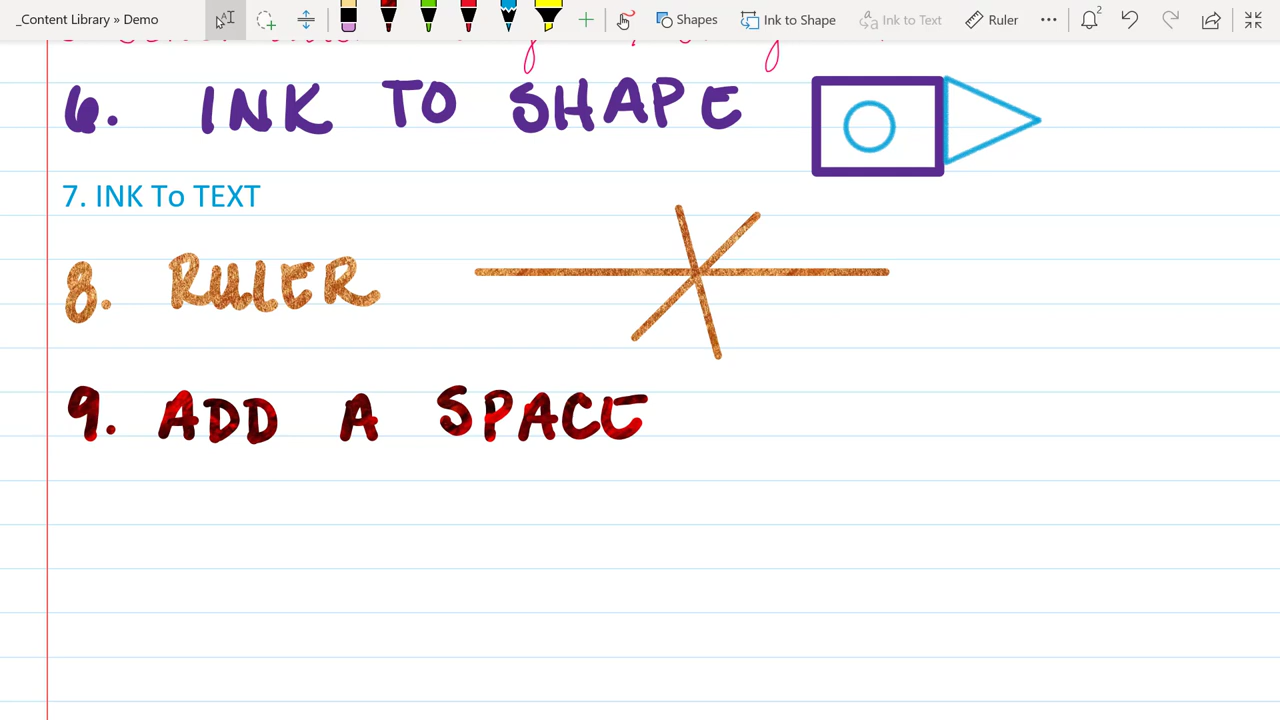 _Content Library » Demo
Shapes
Ink to Shape
Ink to Text
Ruler
2
6. INK TO SHAPE
7. INK To TEXT
8. RULER
9. ADD A SPACE